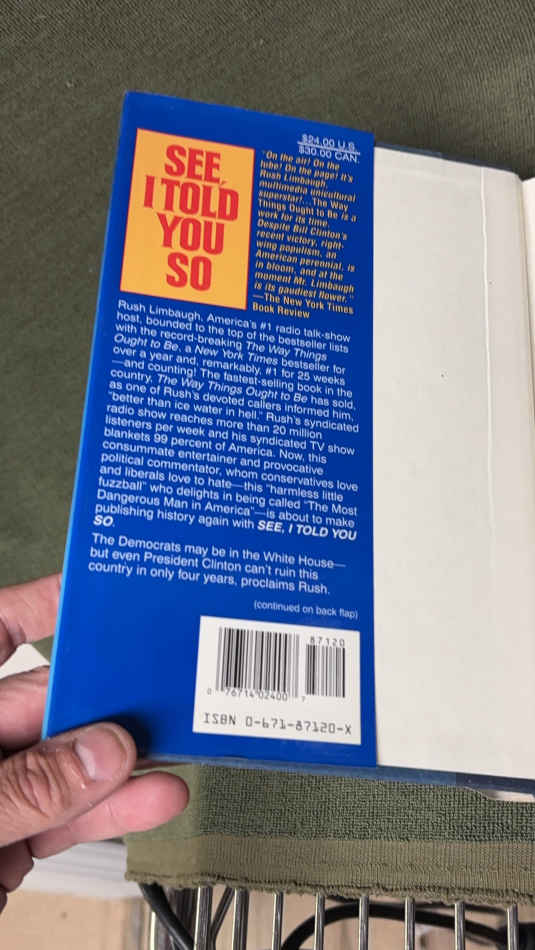 SEE,
I TOLD
YOU
SO
$24.00 U.S.
$30.00 CAN.
"On the air! On the
tube! On the page! It's
Rush Limbaugh,
multimedia unicultural
superstar!...The Way
Things Ought to Be is a
work for its time.
Despite Bill Clinton's
recent victory, right-
wing populism, an
American perennial, is
in bloom, and at the
moment Mr. Limbaugh
is its gaudiest flower."
—The New York Times
Book Review
Rush Limbaugh, America's #1 radio talk-show
host, bounded to the top of the bestseller lists
with the record-breaking The Way Things
Ought to Be, a New York Times bestseller for
over a year and, remarkably, #1 for 25 weeks
—and counting! The fastest-selling book in the
country, The Way Things Ought to Be has sold,
as one of Rush's devoted callers informed him,
"better than ice water in hell." Rush's syndicated
radio show reaches more than 20 million
listeners per week and his syndicated TV show
blankets 99 percent of America. Now, this
consummate entertainer and provocative
political commentator, whom conservatives love
and liberals love to hate—this "harmless little
fuzzball" who delights in being called "The Most
Dangerous Man in America"—is about to make
publishing history again with SEE, I TOLD YOU
SO.
The Democrats may be in the White House—
but even President Clinton can't ruin this
country in only four years, proclaims Rush.
(continued on back flap)
87120
0 76714 02400 7
ISBN 0-671-87120-X